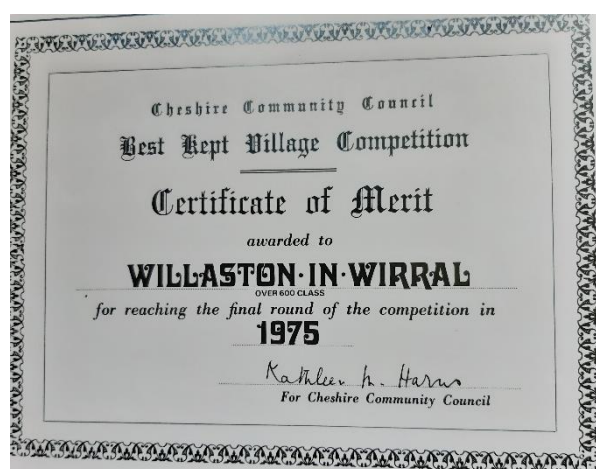 Cheshire Community Council
Best Kept Village Competition
Certificate of Merit
awarded to
WILLASTON·IN·WIRRAL
OVER 600 CLASS
for reaching the final round of the competition in
1975
Kathleen M. Harris
For Cheshire Community Council